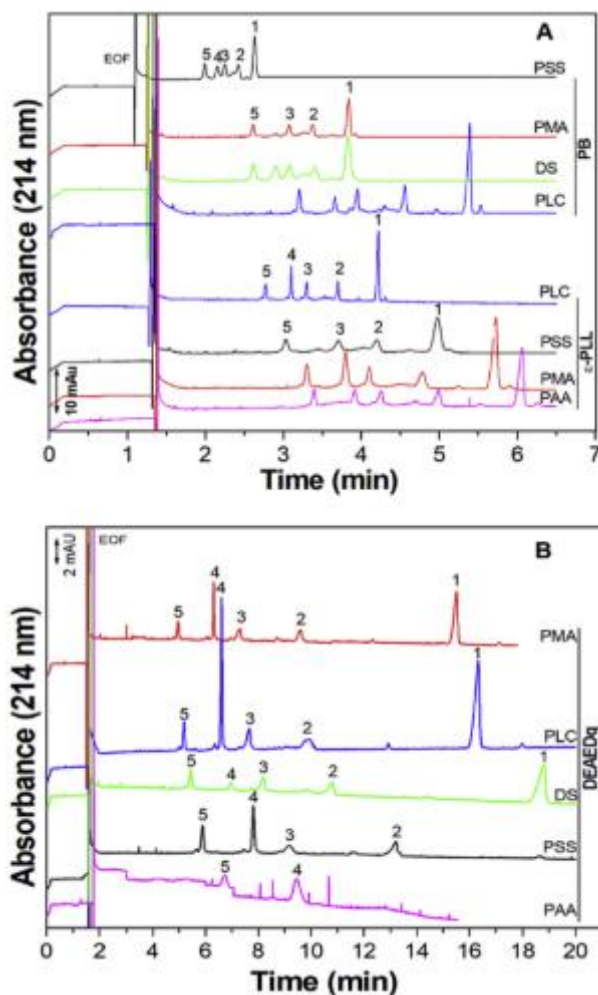 A
EOF
5 4 3 2 1
PSS
5 3 2 1
PMA
DS
PLC
PB
5 4 3 2 1
PLC
5 3 2 1
PSS
PMA
PAA
ε-PLL
10 mAu
Absorbance (214 nm)
0 1 2 3 4 5 6 7
Time (min)
B
2 mAU
EOF
5 4 3 2 1
PMA
5 4 3 2 1
PLC
5 4 3 2 1
DS
5 4 3 2
PSS
5 4
PAA
DEAEDq
Absorbance (214 nm)
0 2 4 6 8 10 12 14 16 18 20
Time (min)